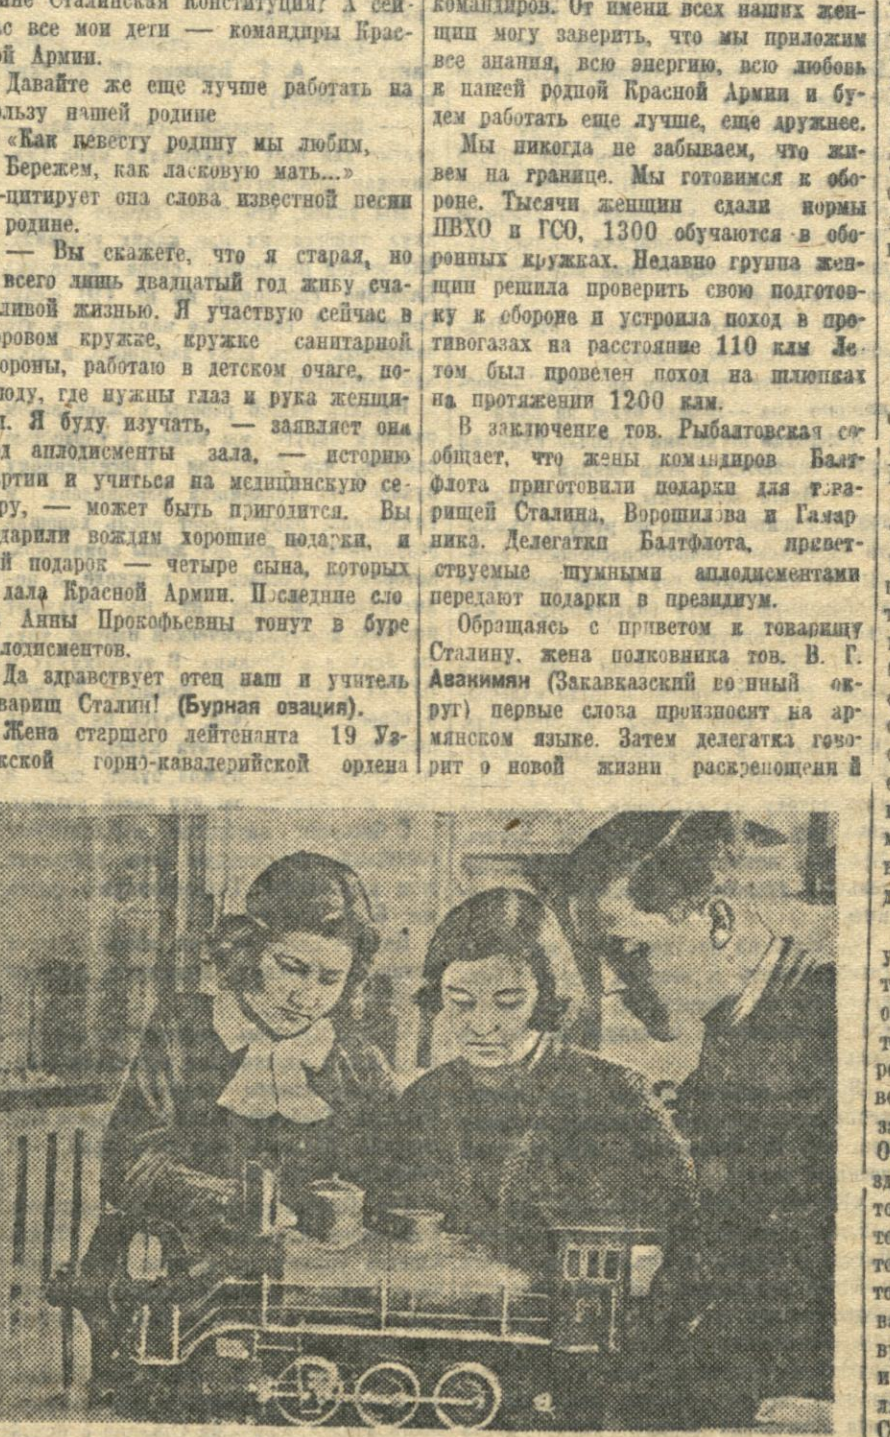 Сталинская Конституция? А сей-
с все мои дети — командиры Крас-
й Армии.
Давайте же еще лучше работать на
льзу нашей родине
«Как невесту родину мы любим,
Бережем, как ласковую мать...»
-цитирует она слова известной песни
родине.
— Вы скажете, что я старая, но
всего лишь двадцатый год живу сча-
ливой жизнью. Я участвую сейчас в
ровом кружке, кружке санитарной
ороны, работаю в детском очаге, по-
юду, где нужны глаз и рука женщи-
. Я буду изучать, — заявляет она
д аплодисменты зала, — историю
ртии и учиться на медицинскую се-
ру, — может быть пригодится. Вы
дарили вождям хорошие подарки, и
й подарок — четыре сына, которых
дала Красной Армии. Последние сло
Анны Прокофьевны тонут в буре
лодисментов.
Да здравствует отец наш и учитель
варищ Сталин! (Бурная овация).
Жена старшего лейтенанта 19 Уз-
кской горно-кавалерийской ордена
командиров. От имени всех наших жен-
щин могу заверить, что мы приложим
все знания, всю энергию, всю любовь
к нашей родной Красной Армии и бу-
дем работать еще лучше, еще дружнее.
Мы никогда не забываем, что жи-
вем на границе. Мы готовимся к обо-
роне. Тысячи женщин сдали нормы
ПВХО и ГСО, 1300 обучаются в обо-
ронных кружках. Недавно группа жен-
щин решила проверить свою подготов-
ку к обороне и устроила поход в про-
тивогазах на расстояние 110 клм Ле-
том был проведен поход на шлюпках
на протяжении 1200 клм.
В заключение тов. Рыбалтовская со-
общает, что жены командиров Балт-
флота приготовили подарки для това-
рищей Сталина, Ворошилова и Гамар
ника. Делегатки Балтфлота, привет-
ствуемые шумными аплодисментами
передают подарки в президиум.
Обращаясь с приветом к товарищу
Сталину, жена полковника тов. В. Г.
Авакимян (Закавказский военный ок-
руг) первые слова произносит на ар-
мянском языке. Затем делегатка гово-
рит о новой жизни раскрепощенной